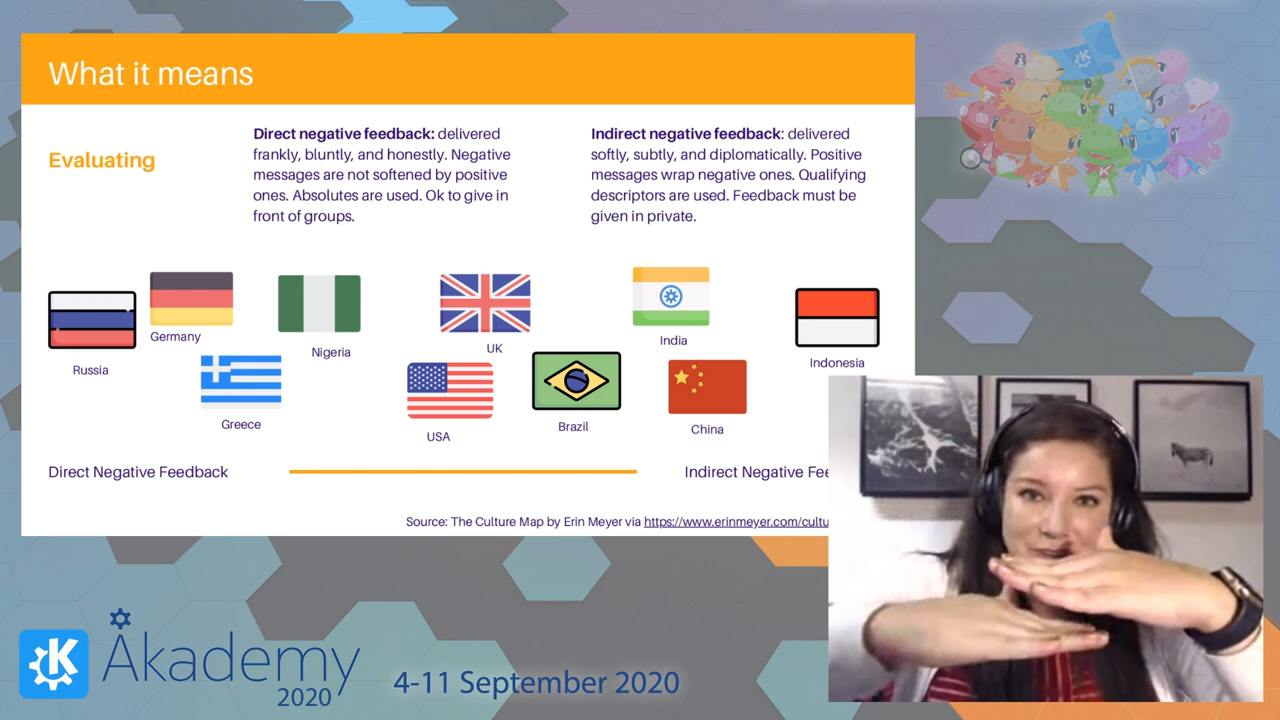 What it means
Evaluating
Direct negative feedback: delivered
frankly, bluntly, and honestly. Negative
messages are not softened by positive
ones. Absolutes are used. Ok to give in
front of groups.
Indirect negative feedback: delivered
softly, subtly, and diplomatically. Positive
messages wrap negative ones. Qualifying
descriptors are used. Feedback must be
given in private.
Russia
Germany
Greece
Nigeria
USA
UK
Brazil
India
China
Indonesia
Direct Negative Feedback
Indirect Negative Fee
Source: The Culture Map by Erin Meyer via https://www.erinmeyer.com/cultu
K
Akademy
2020
4-11 September 2020